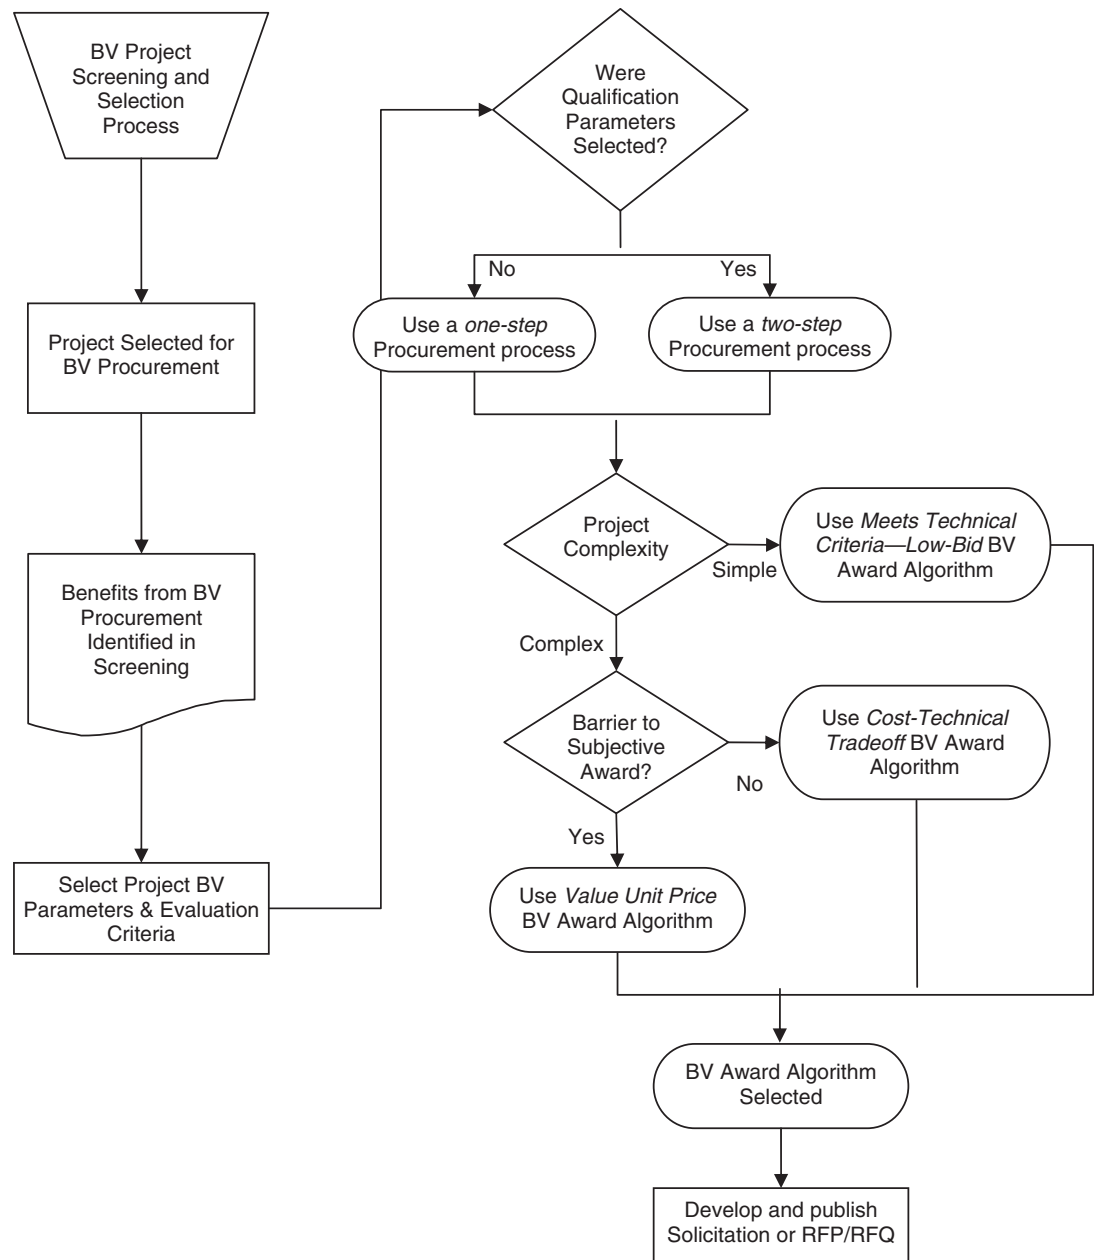 BV Project
Screening and
Selection
Process
Project Selected for
BV Procurement
Benefits from BV
Procurement
Identified in
Screening
Select Project BV
Parameters & Evaluation
Criteria
Were
Qualification
Parameters
Selected?
No
Yes
Use a one-step
Procurement process
Use a two-step
Procurement process
Project
Complexity
Simple
Use Meets Technical
Criteria—Low-Bid BV
Award Algorithm
Complex
Barrier to
Subjective
Award?
No
Use Cost-Technical
Tradeoff BV Award
Algorithm
Yes
Use Value Unit Price
BV Award Algorithm
BV Award Algorithm
Selected
Develop and publish
Solicitation or RFP/RFQ